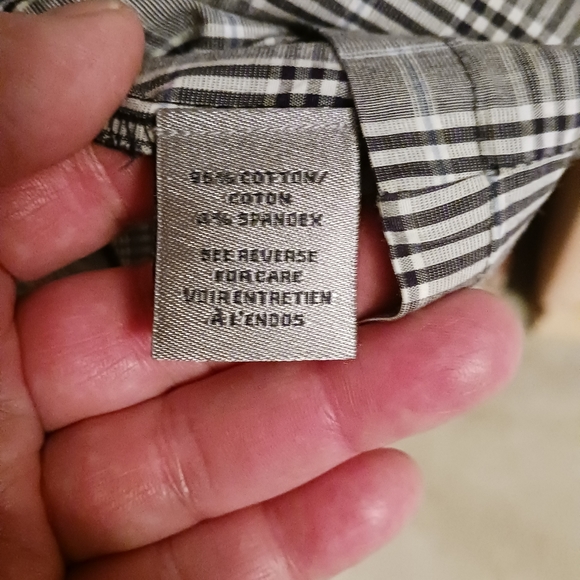 96% COTTON/
COTON
4% SPANDEX
SEE REVERSE
FOR CARE
VOIR ENTRETIEN
À L'ENDOS